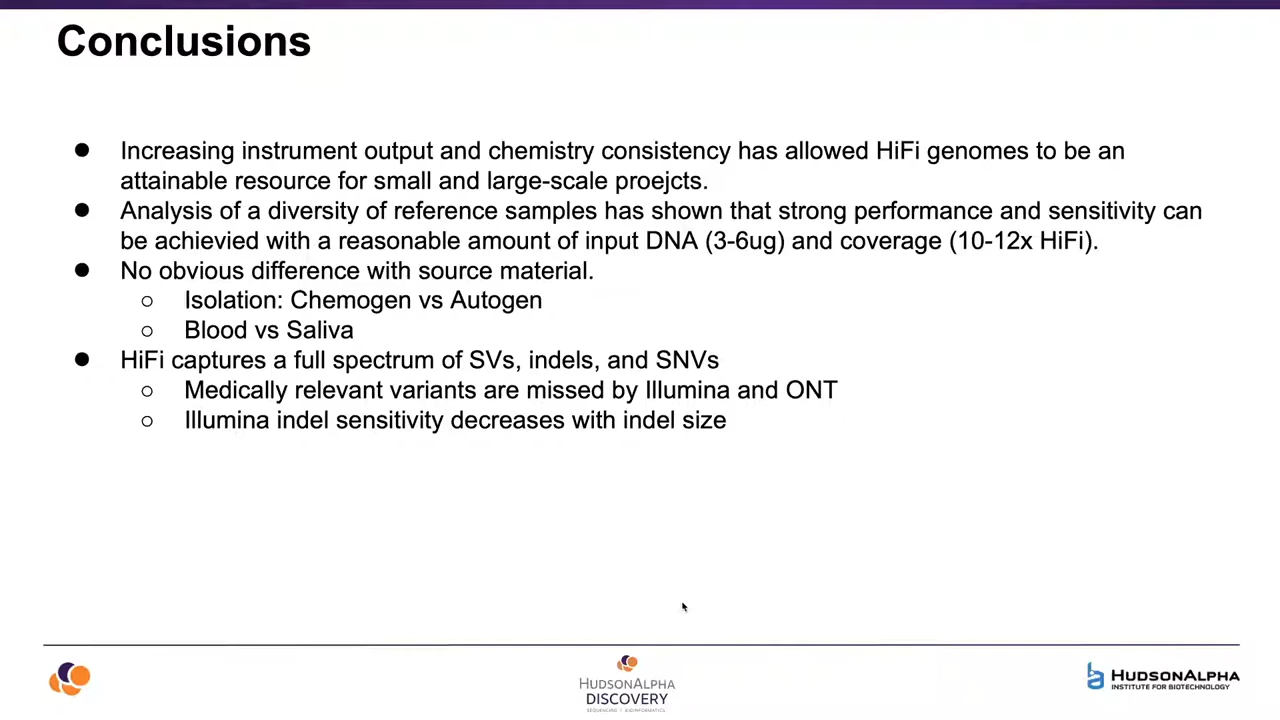 Conclusions
● Increasing instrument output and chemistry consistency has allowed HiFi genomes to be an
attainable resource for small and large-scale proejcts.
● Analysis of a diversity of reference samples has shown that strong performance and sensitivity can
be achievied with a reasonable amount of input DNA (3-6ug) and coverage (10-12x HiFi).
● No obvious difference with source material.
○ Isolation: Chemogen vs Autogen
○ Blood vs Saliva
● HiFi captures a full spectrum of SVs, indels, and SNVs
○ Medically relevant variants are missed by Illumina and ONT
○ Illumina indel sensitivity decreases with indel size
HUDSONALPHA
DISCOVERY
SEQUENCING | BIOINFORMATICS
HUDSONALPHA
INSTITUTE FOR BIOTECHNOLOGY